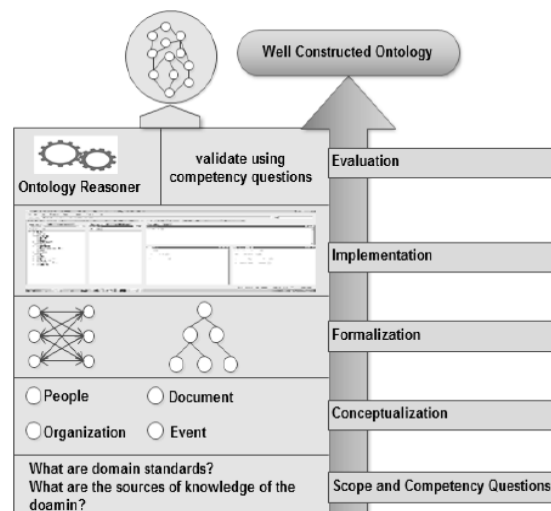 Well Constructed Ontology
Ontology Reasoner
validate using
competency questions
Evaluation
Implementation
Formalization
People
Document
Organization
Event
Conceptualization
What are domain standards?
What are the sources of knowledge of the
doamin?
Scope and Competency Questions